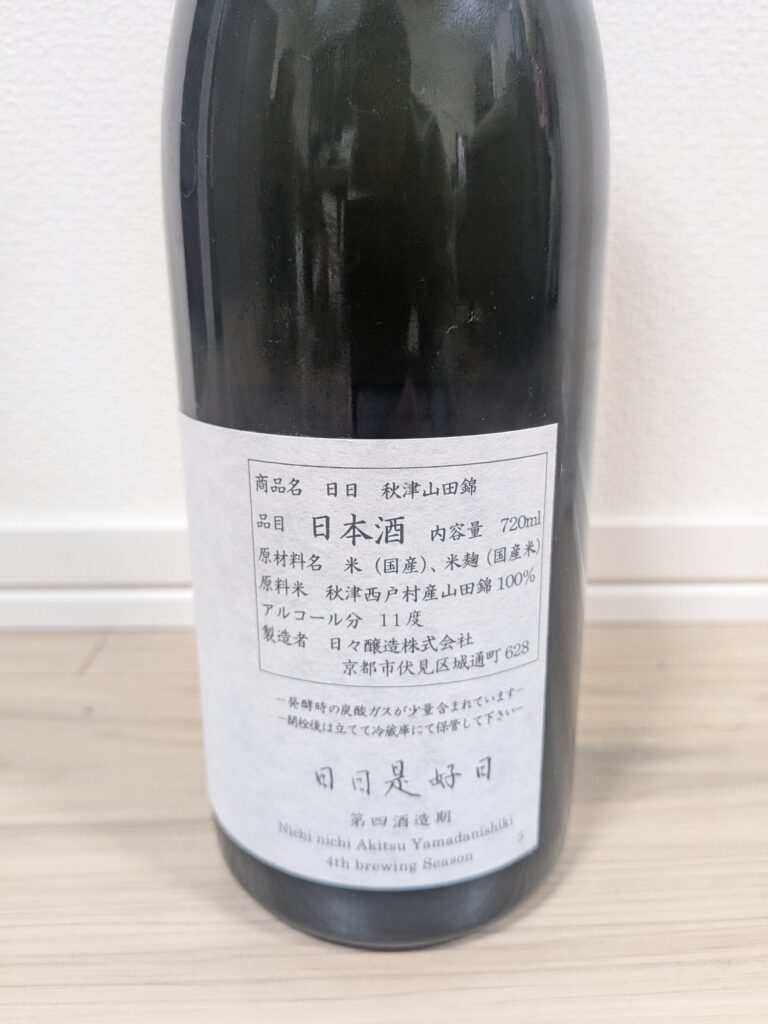 商品名 日日 秋津山田錦
品目 日本酒 内容量 720ml
原材料名 米（国産）、米麹（国産米）
原料米 秋津西戸村産山田錦100%
アルコール分 11度
製造者 日々醸造株式会社
京都市伏見区城通町628
―発酵時の炭酸ガスが少量含まれています―
―開栓後は立てて冷蔵庫にて保管して下さい―
日日是好日
第四酒造期
Nichi nichi Akitsu Yamadanishiki
4th brewing Season
5